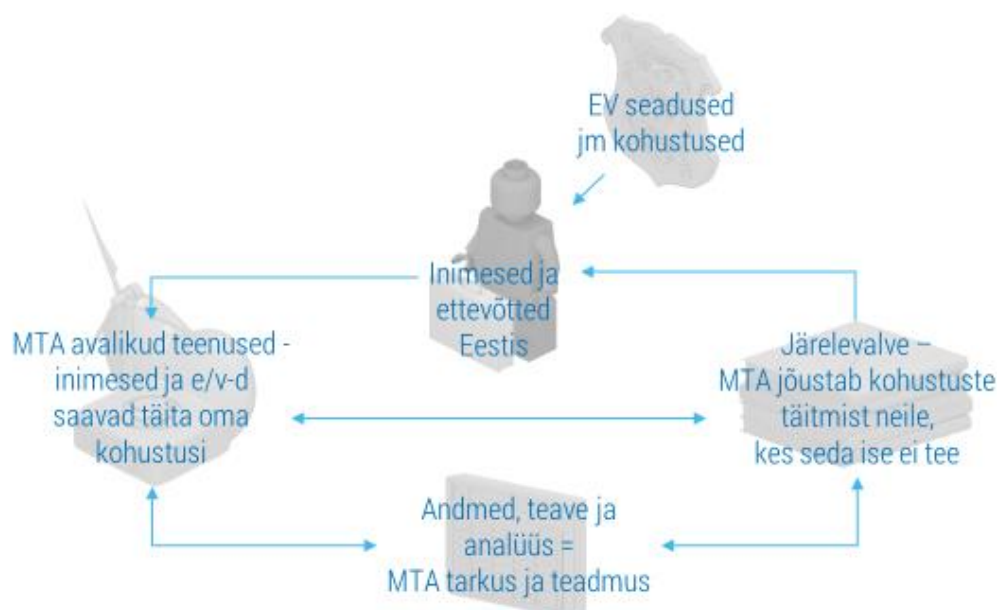 EV seadused
jm kohustused
Inimesed ja
ettevõtted
Eestis
MTA avalikud teenused -
inimesed ja e/v-d
saavad täita oma
kohustusi
Järelevalve –
MTA jõustab kohustuste
täitmist neile,
kes seda ise ei tee
Andmed, teave ja
analüüs =
MTA tarkus ja teadmus